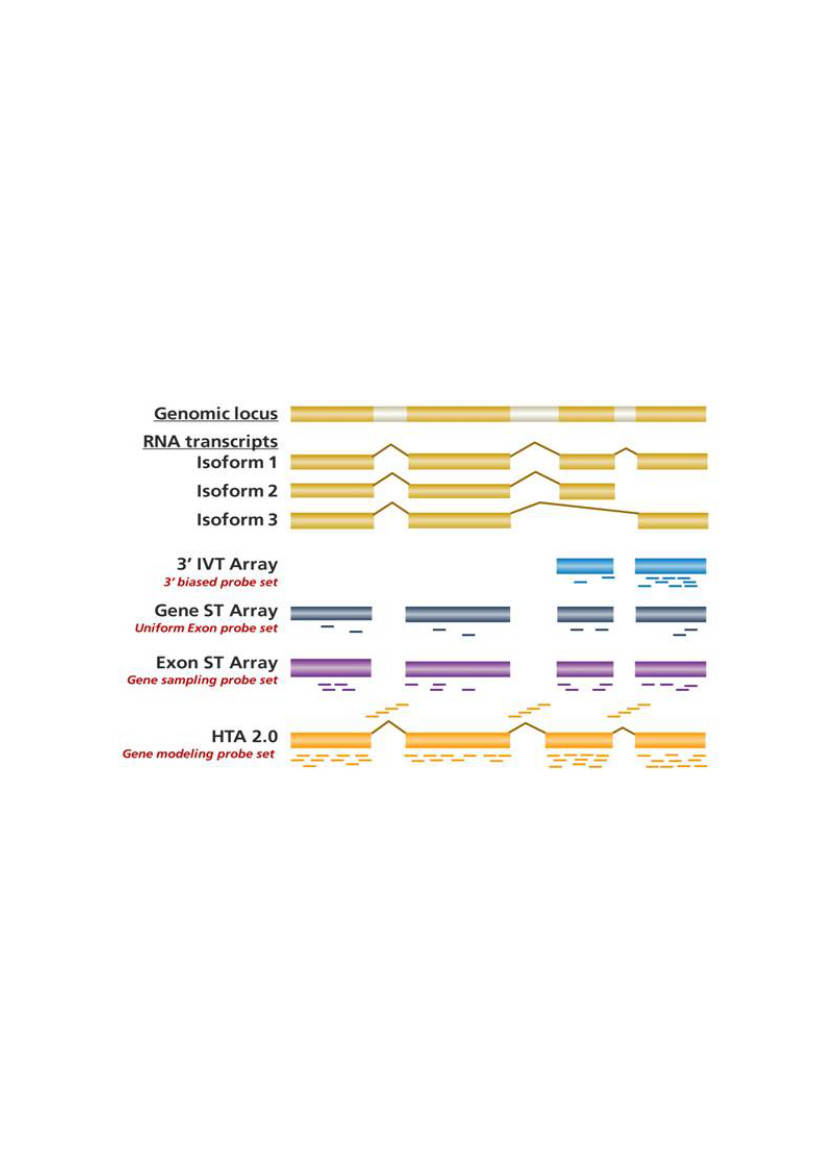 Genomic locus
RNA transcripts
Isoform 1
Isoform 2
Isoform 3
3’ IVT Array
3’ biased probe set
Gene ST Array
Uniform Exon probe set
Exon ST Array
Gene sampling probe set
HTA 2.0
Gene modeling probe set